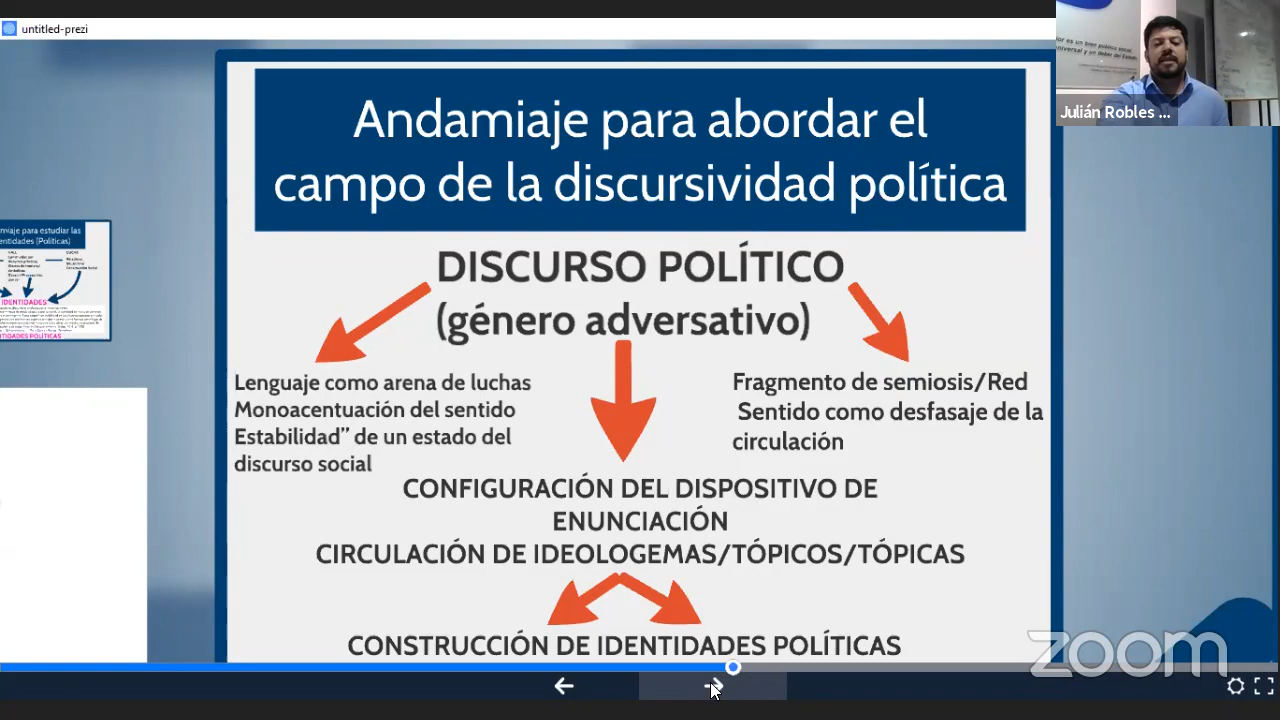 untitled-prezi
Andamiaje para abordar el
campo de la discursividad política
DISCURSO POLÍTICO
(género adversativo)
Lenguaje como arena de luchas
Monoacentuación del sentido
Estabilidad” de un estado del
discurso social
Fragmento de semiosis/Red
Sentido como desfasaje de la
circulación
CONFIGURACIÓN DEL DISPOSITIVO DE
ENUNCIACIÓN
CIRCULACIÓN DE IDEOLOGEMAS/TÓPICOS/TÓPICAS
CONSTRUCCIÓN DE IDENTIDADES POLÍTICAS
Julián Robles ...
zoom